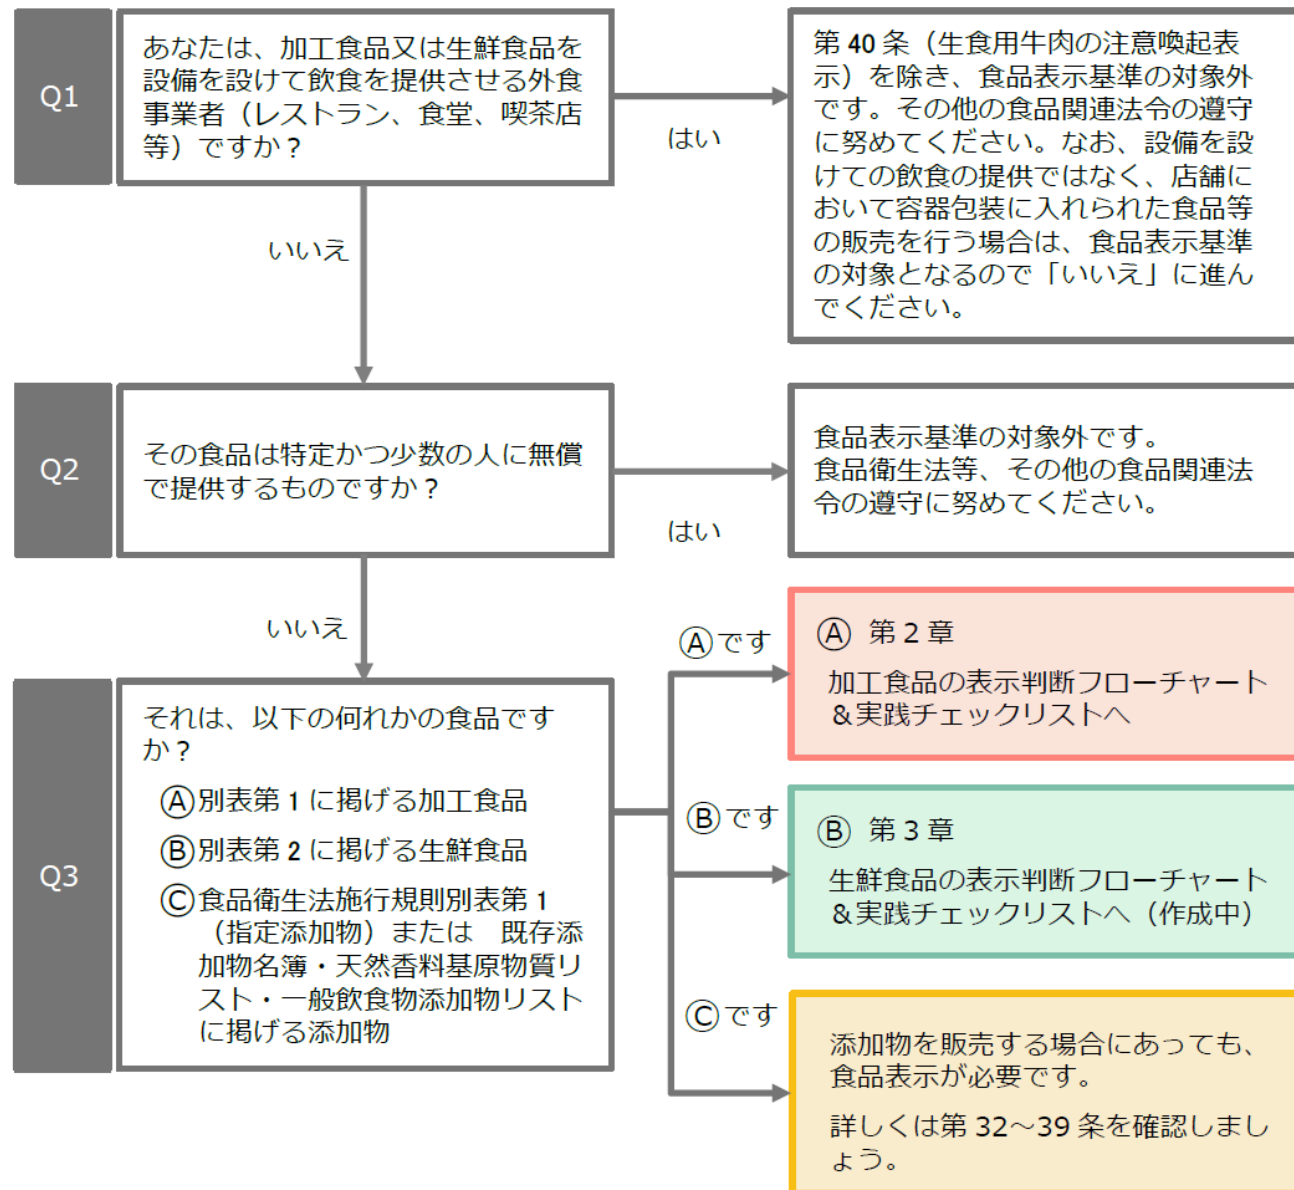 Q1
あなたは、加工食品又は生鮮食品を
設備を設けて飲食を提供させる外食
事業者（レストラン、食堂、喫茶店
等）ですか？
はい
第 40 条（生食用牛肉の注意喚起表
示）を除き、食品表示基準の対象外
です。その他の食品関連法令の遵守
に努めてください。なお、設備を設
けての飲食の提供ではなく、店舗に
おいて容器包装に入れられた食品等
の販売を行う場合は、食品表示基準
の対象となるので「いいえ」に進ん
でください。
いいえ
Q2
その食品は特定かつ少数の人に無償
で提供するものですか？
はい
食品表示基準の対象外です。
食品衛生法等、その他の食品関連法
令の遵守に努めてください。
いいえ
Q3
それは、以下の何れかの食品です
か？
Ⓐ別表第 1 に掲げる加工食品
Ⓑ別表第 2 に掲げる生鮮食品
Ⓒ食品衛生法施行規則別表第 1
（指定添加物）または　既存添
加物名簿・天然香料基原物質リ
スト・一般飲食物添加物リスト
に掲げる添加物
Ⓐです
Ⓐ 第 2 章
加工食品の表示判断フローチャート
＆実践チェックリストへ
Ⓑです
Ⓑ 第 3 章
生鮮食品の表示判断フローチャート
＆実践チェックリストへ（作成中）
Ⓒです
添加物を販売する場合にあっても、
食品表示が必要です。
詳しくは第 32～39 条を確認しまし
ょう。